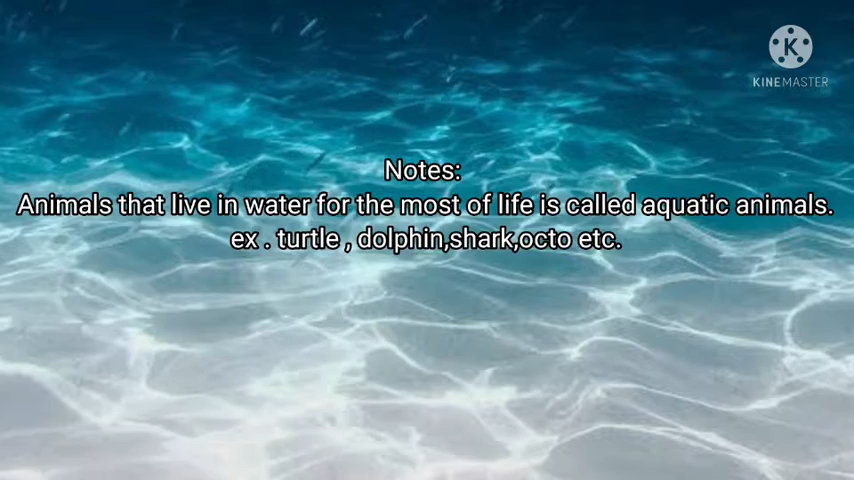 KINEMASTER
Notes:
Animals that live in water for the most of life is called aquatic animals.
ex . turtle , dolphin,shark,octo etc.